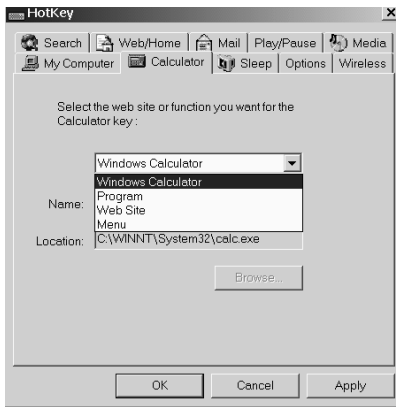 HotKey
Search Web/Home Mail Play/Pause Media
My Computer Calculator Sleep Options Wireless
Select the web site or function you want for the
Calculator key :
Windows Calculator
Windows Calculator
Program
Name: Web Site
Menu
Location: C:\WINNT\System32\calc.exe
Browse...
OK Cancel Apply